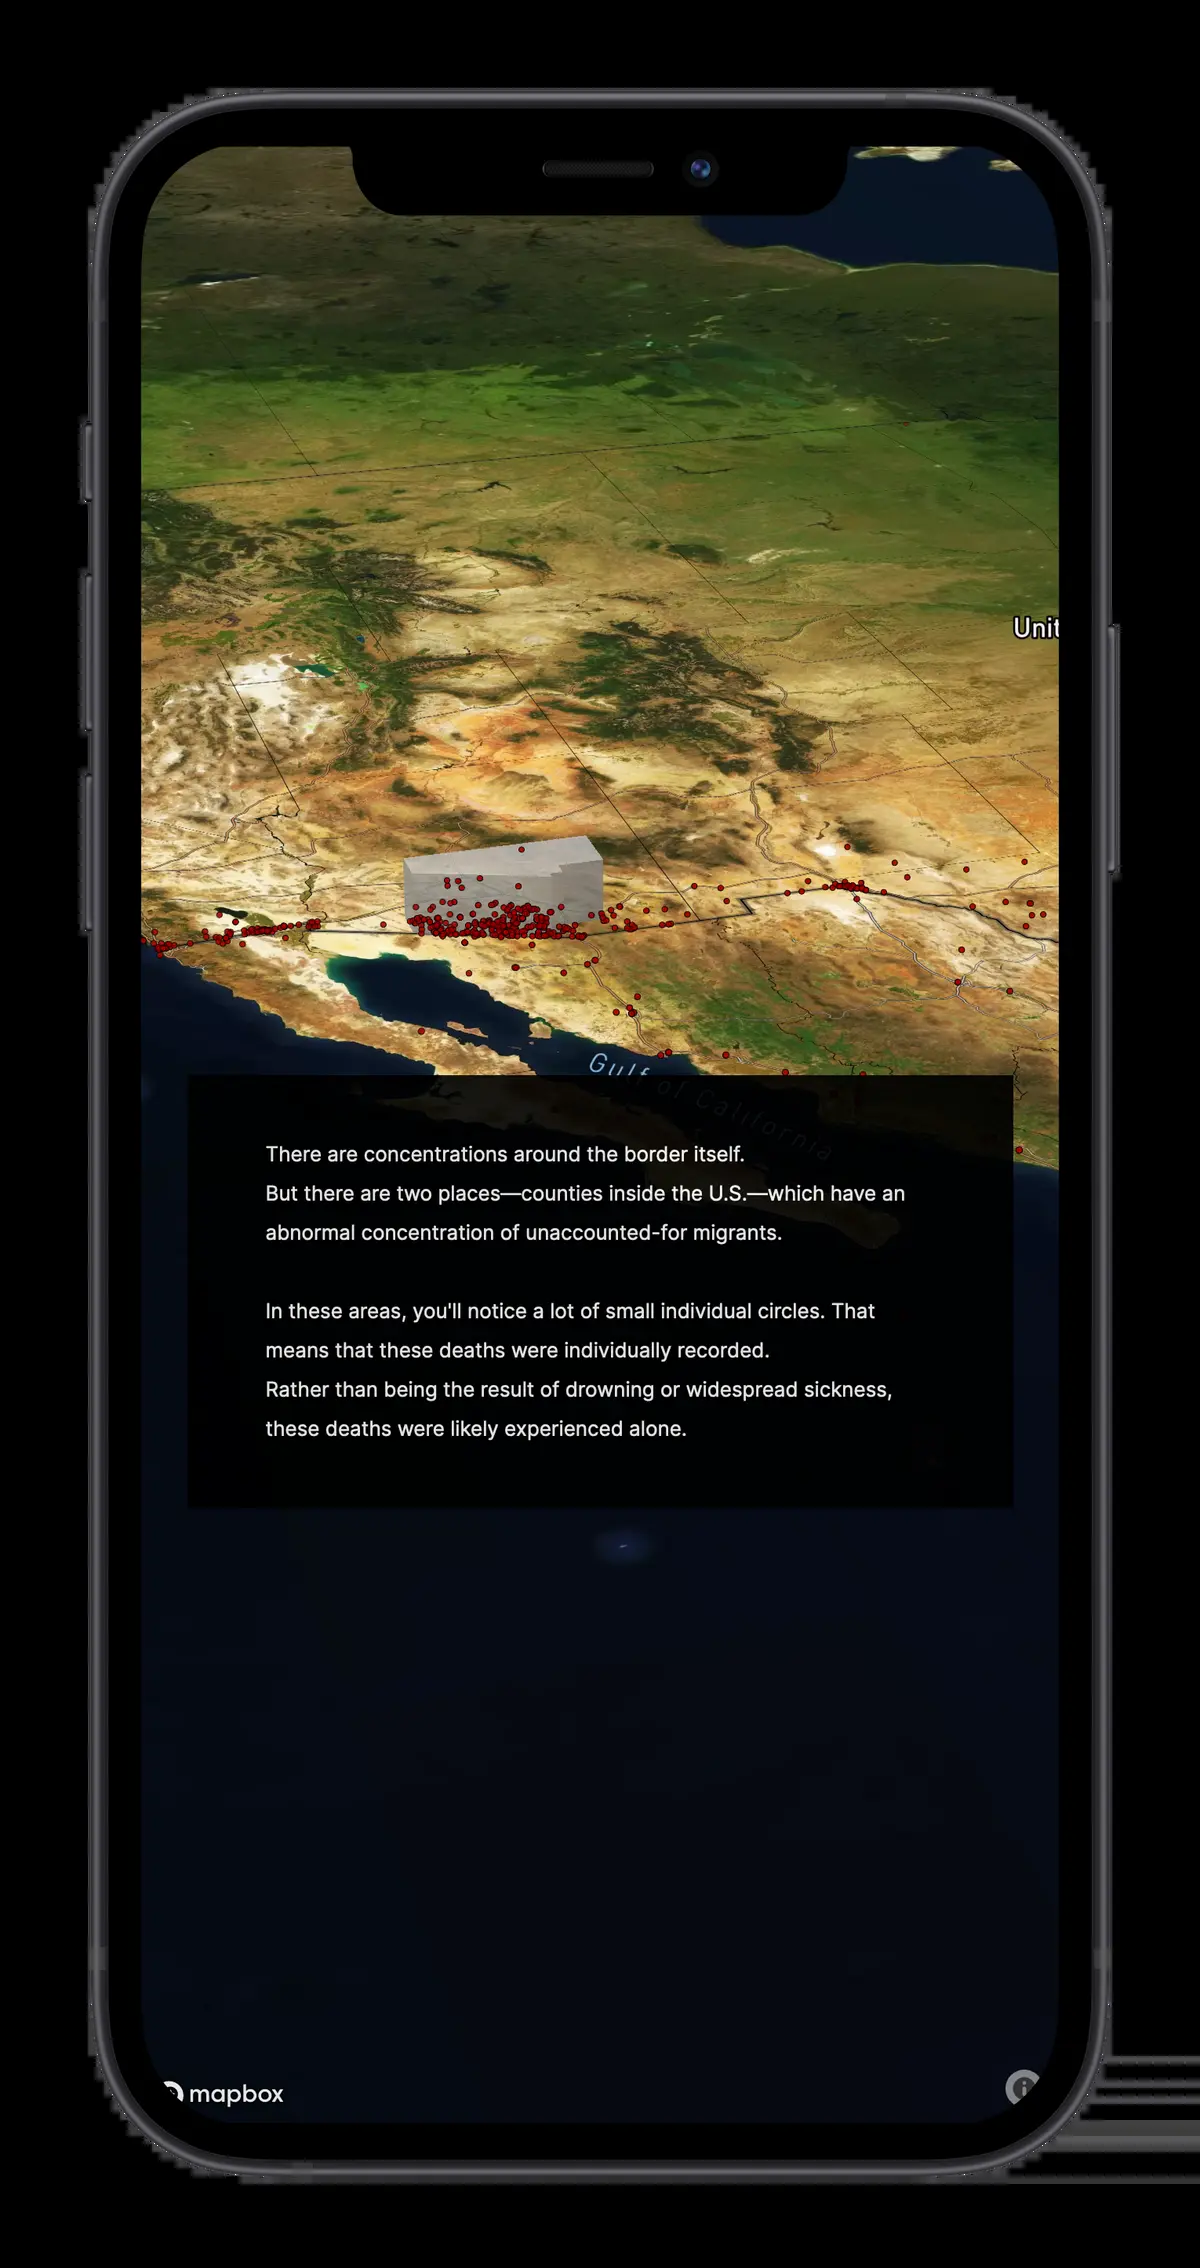 Unit
Gulf of California
There are concentrations around the border itself.
But there are two places—counties inside the U.S.—which have an
abnormal concentration of unaccounted-for migrants.
In these areas, you'll notice a lot of small individual circles. That
means that these deaths were individually recorded.
Rather than being the result of drowning or widespread sickness,
these deaths were likely experienced alone.
mapbox